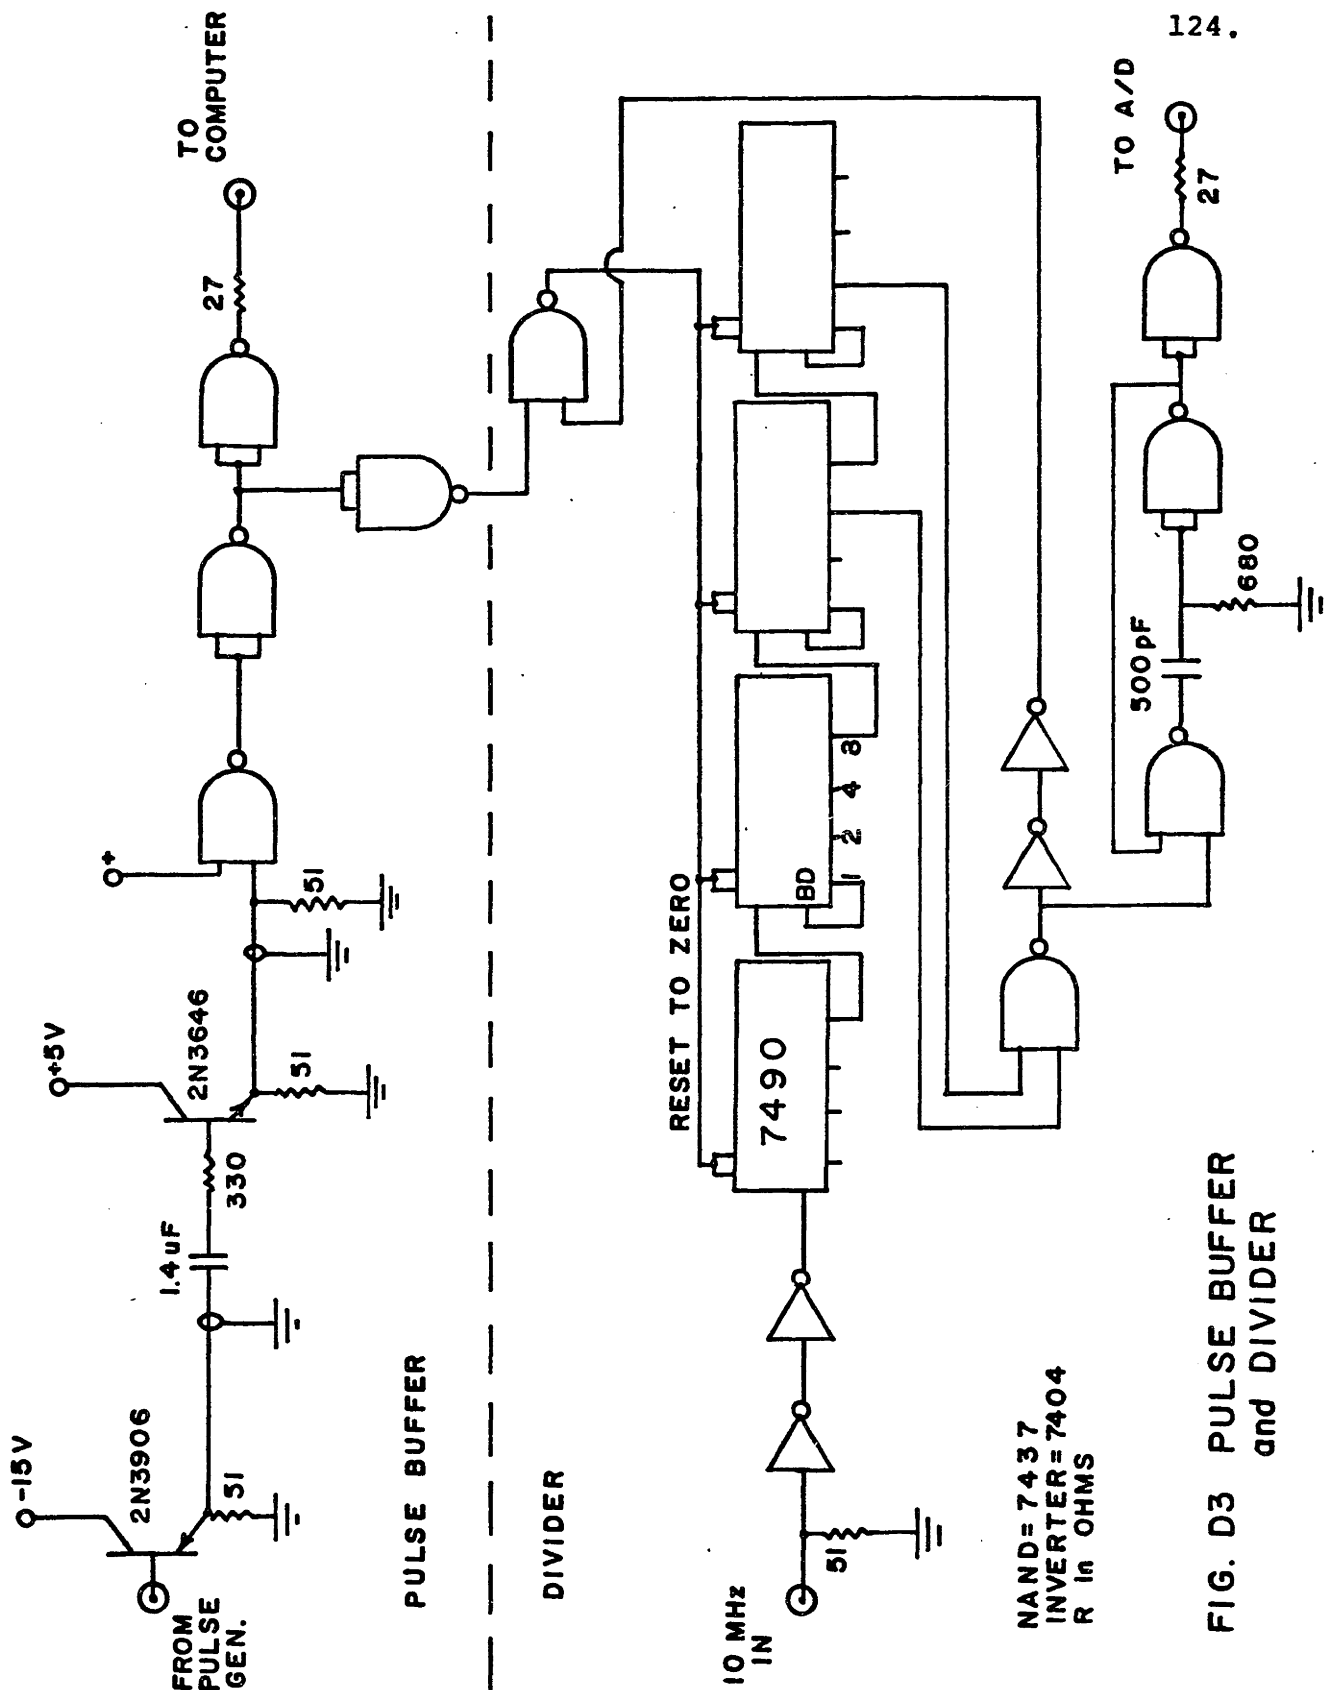 124.
FROM
PULSE
GEN.
-15V
2N3906
51
1.4uF
330
+5V
2N3646
51
51
+
27
TO
COMPUTER
PULSE BUFFER
DIVIDER
10 MHz
IN
51
RESET TO ZERO
7490
BD
1 2 4 8
500pF
680
27
TO A/D
NAND=7437
INVERTER=7404
R in OHMS
FIG. D3 PULSE BUFFER
and DIVIDER